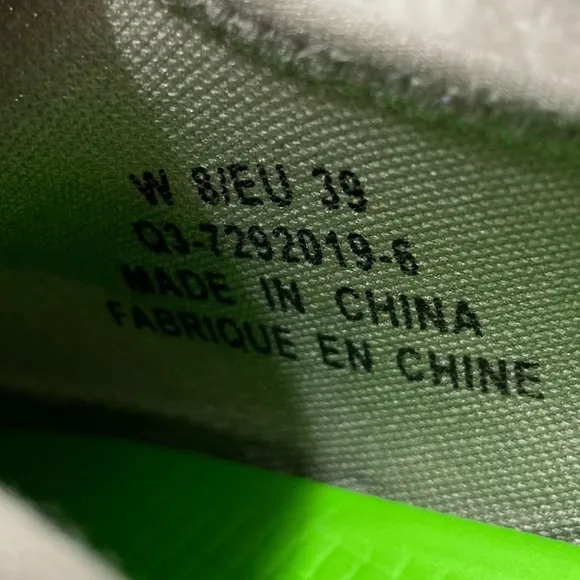 W 8/EU 39
Q3-7292019-6
MADE IN CHINA
FABRIQUE EN CHINE